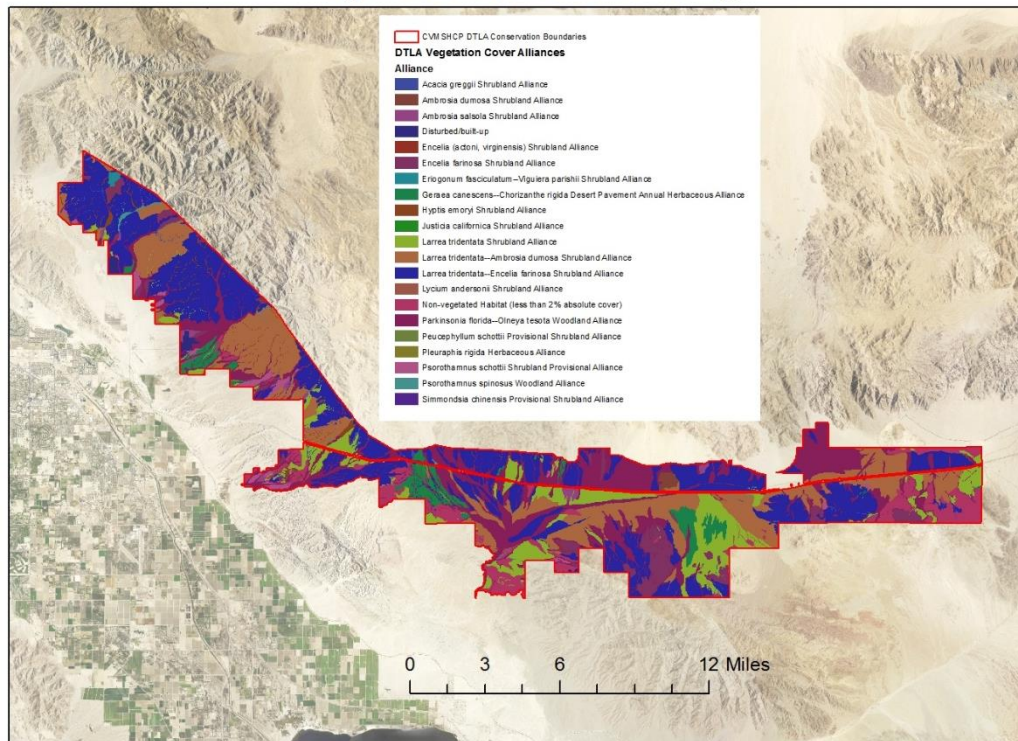 CVMSHCP DTLA Conservation Boundaries
DTLA Vegetation Cover Alliances
Alliance
Acacia greggii Shrubland Alliance
Ambrosia dumosa Shrubland Alliance
Ambrosia salsola Shrubland Alliance
Disturbed/built-up
Encelia (actoni, virginensis) Shrubland Alliance
Encelia farinosa Shrubland Alliance
Eriogonum fasciculatum--Viguiera parishii Shrubland Alliance
Geraea canescens--Chorizanthe rigida Desert Pavement Annual Herbaceous Alliance
Hyptis emoryi Shrubland Alliance
Justicia californica Shrubland Alliance
Larrea tridentata Shrubland Alliance
Larrea tridentata--Ambrosia dumosa Shrubland Alliance
Larrea tridentata--Encelia farinosa Shrubland Alliance
Lycium andersonii Shrubland Alliance
Non-vegetated Habitat (less than 2% absolute cover)
Parkinsonia florida--Olneya tesota Woodland Alliance
Peucephyllum schottii Provisional Shrubland Alliance
Pleuraphis rigida Herbaceous Alliance
Psorothamnus schottii Shrubland Provisional Alliance
Psorothamnus spinosus Woodland Alliance
Simmondsia chinensis Provisional Shrubland Alliance
0 3 6 12 Miles